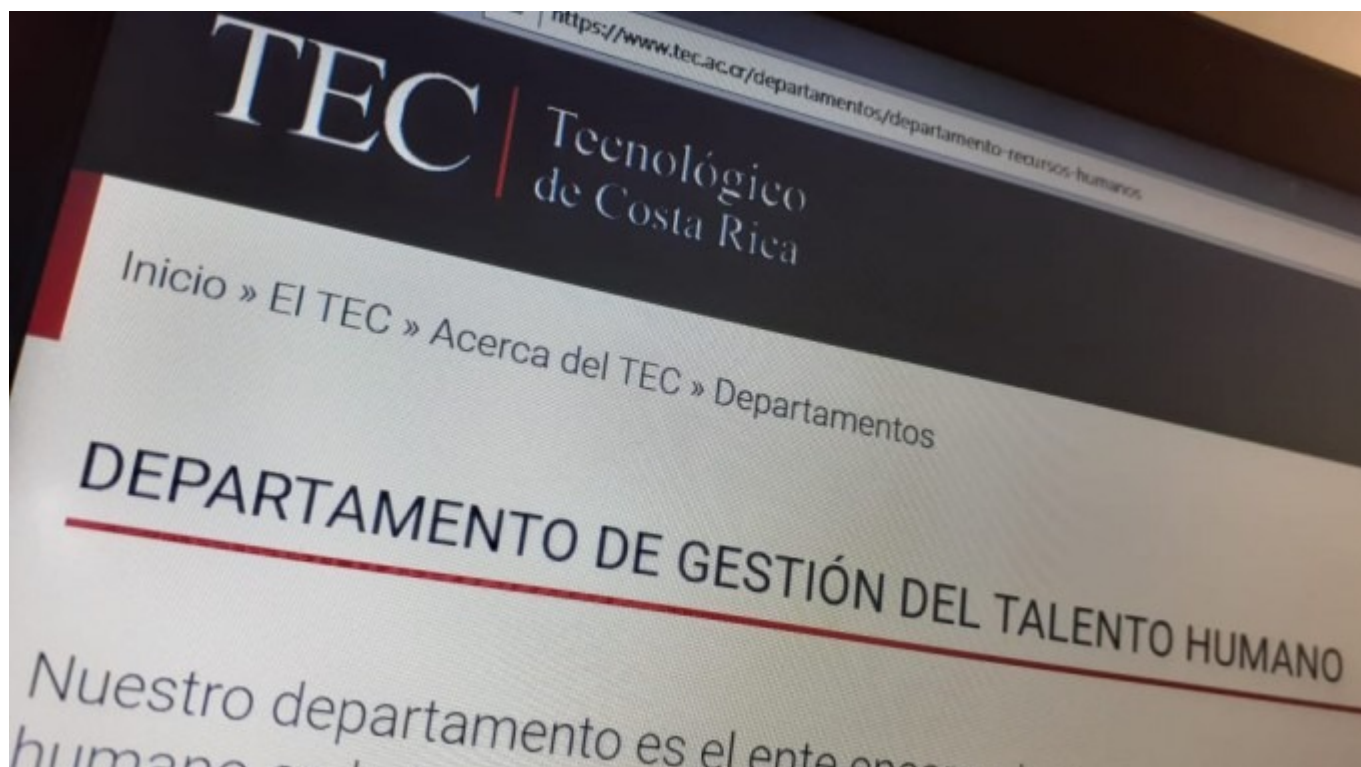 https://www.tec.ac.cr/departamentos/departamento-recursos-humanos
TEC
Tecnológico
de Costa Rica
Inicio » El TEC » Acerca del TEC » Departamentos
DEPARTAMENTO DE GESTIÓN DEL TALENTO HUMANO
Nuestro departamento es el ente
humano